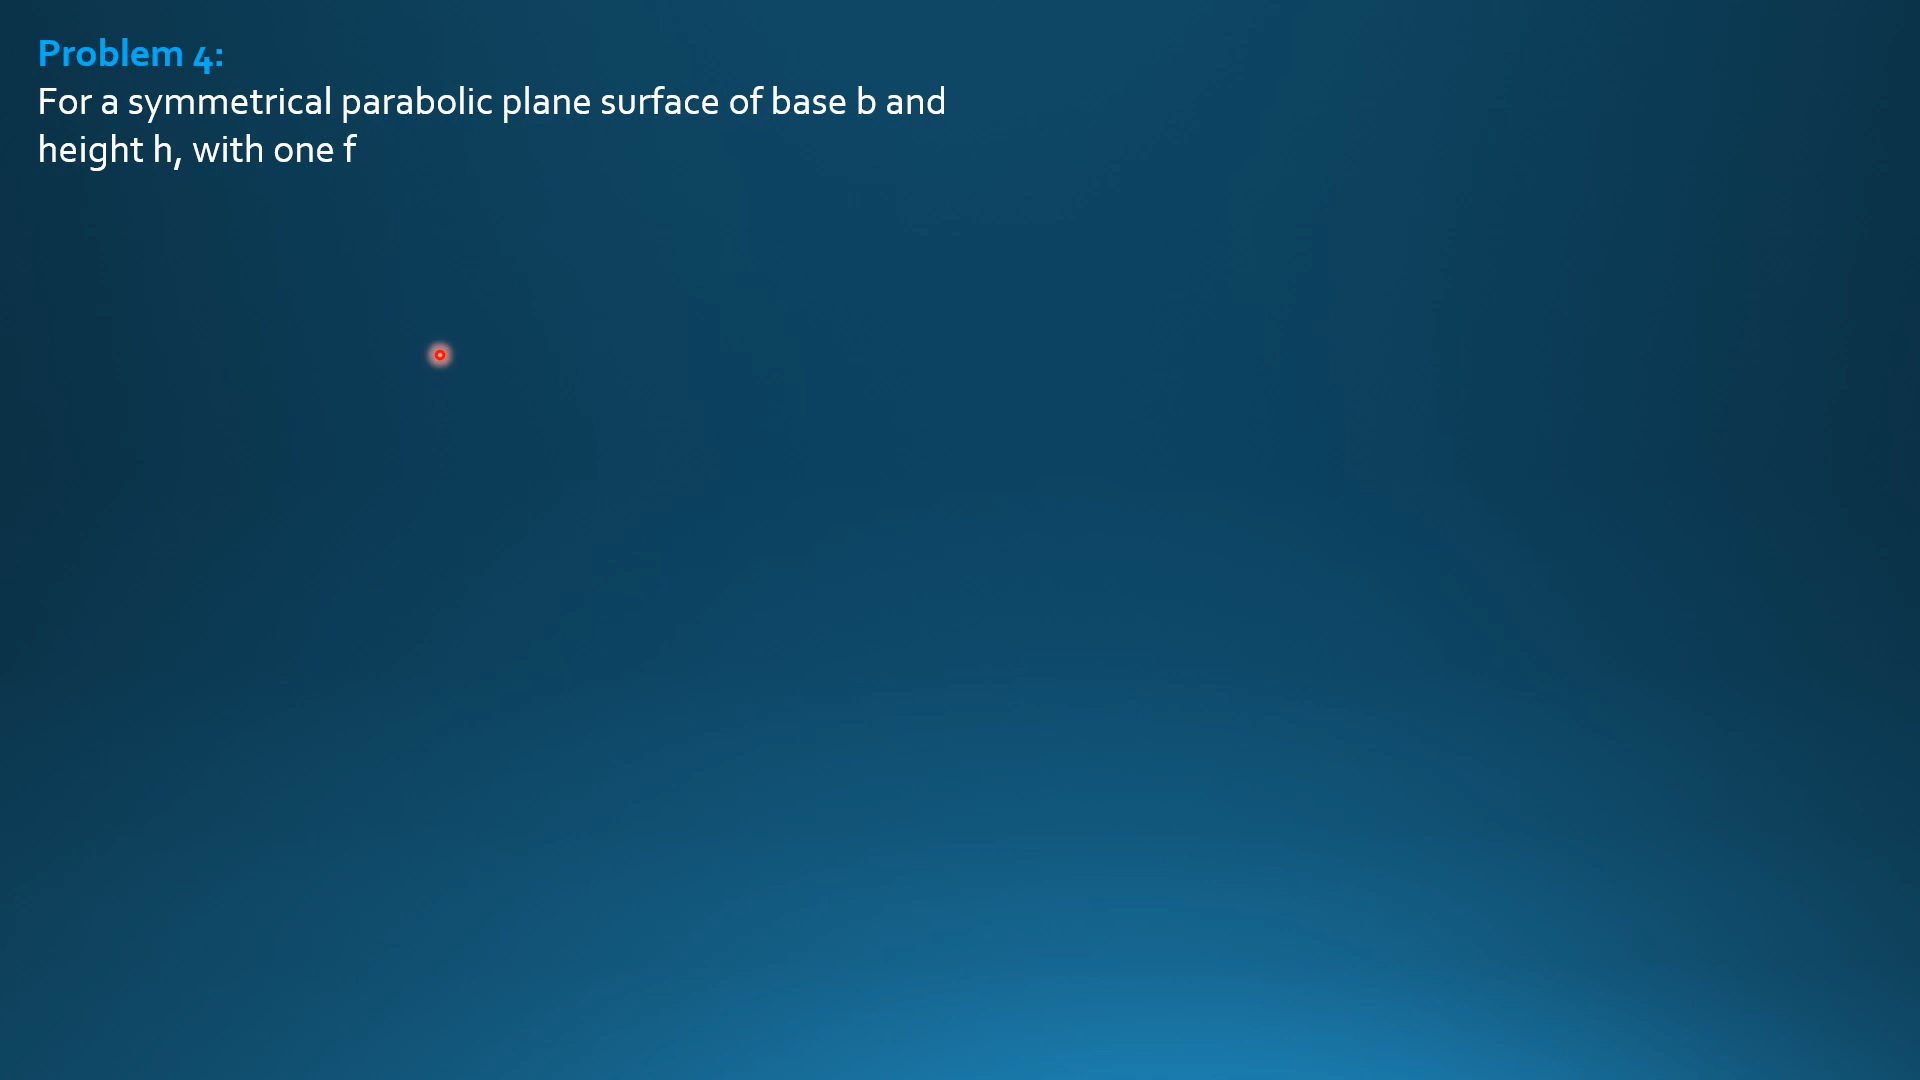 Problem 4:
For a symmetrical parabolic plane surface of base b and
height h, with one f